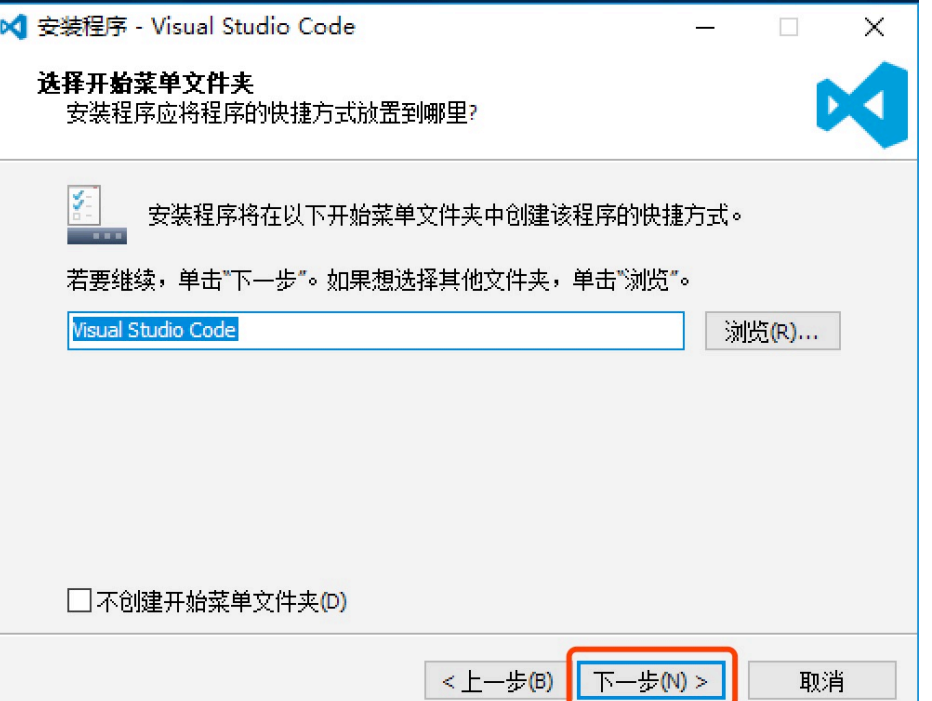 安装程序 - Visual Studio Code
选择开始菜单文件夹
安装程序应将程序的快捷方式放置到哪里?
安装程序将在以下开始菜单文件夹中创建该程序的快捷方式。
若要继续，单击“下一步”。如果想选择其他文件夹，单击“浏览”。
Visual Studio Code
浏览(R)...
不创建开始菜单文件夹(D)
< 上一步(B) 下一步(N) > 取消